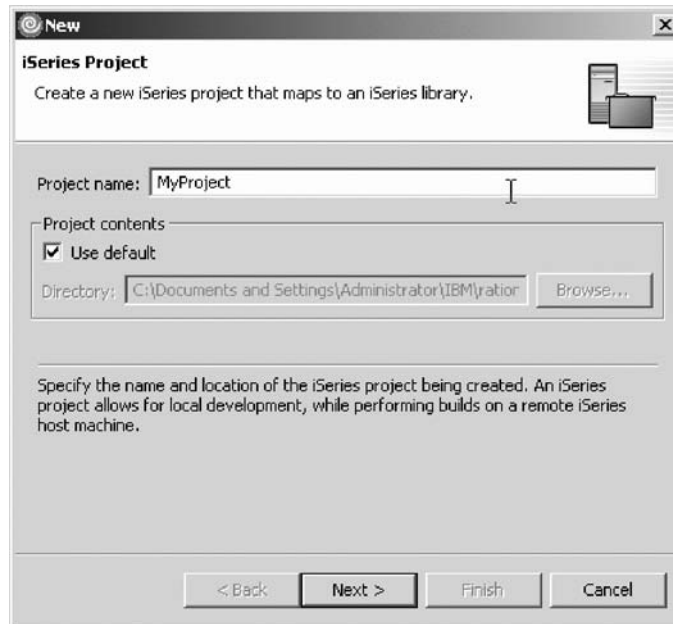 New
iSeries Project
Create a new iSeries project that maps to an iSeries library.
Project name: MyProject
Project contents
Use default
Directory: C:\Documents and Settings\Administrator\IBM\ration Browse...
Specify the name and location of the iSeries project being created. An iSeries
project allows for local development, while performing builds on a remote iSeries
host machine.
< Back Next > Finish Cancel